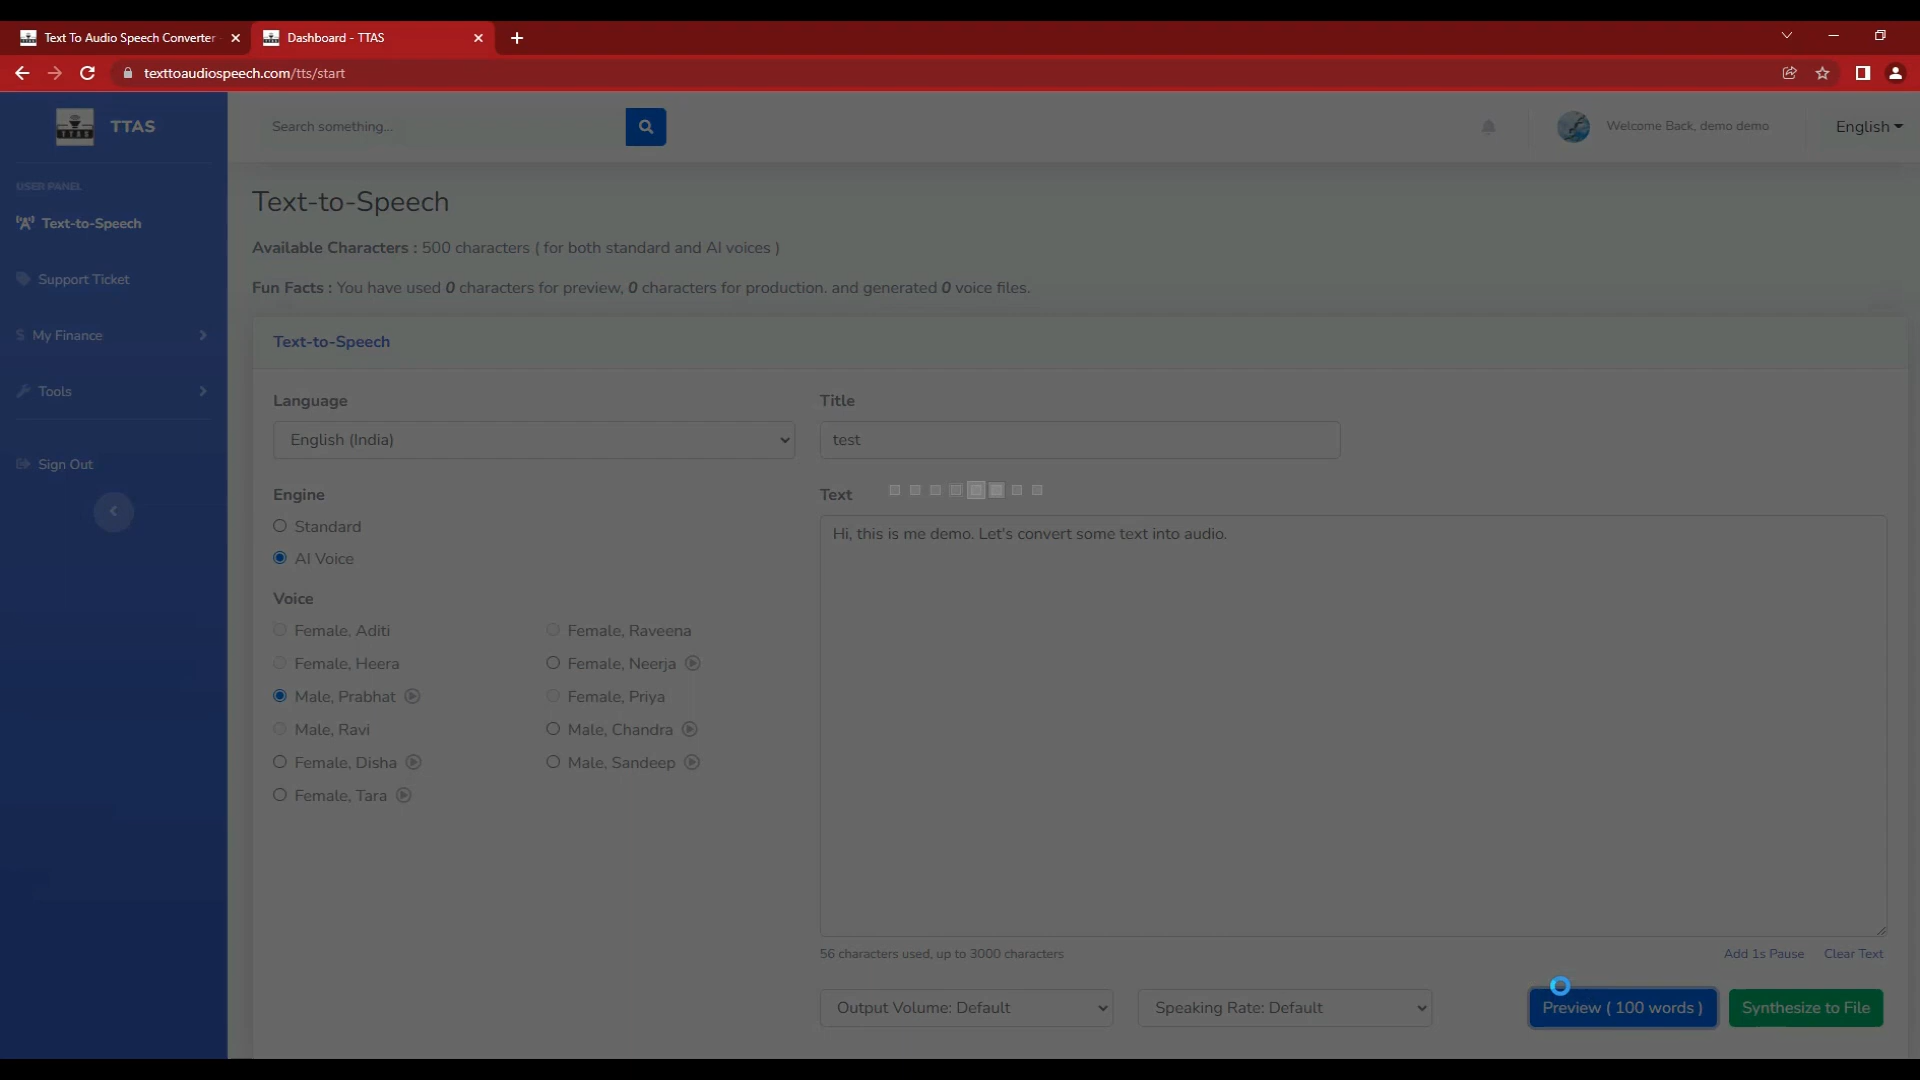 Text To Audio Speech Converter
Dashboard - TTAS
texttoaudiospeech.com/tts/start
TTAS
TTAS
Search something...
Welcome Back, demo demo
English
USER PANEL
Text-to-Speech
Support Ticket
$ My Finance
Tools
Sign Out
Text-to-Speech
Available Characters : 500 characters ( for both standard and AI voices )
Fun Facts : You have used 0 characters for preview, 0 characters for production. and generated 0 voice files.
Text-to-Speech
Language
English (India)
Engine
Standard
AI Voice
Voice
Female, Aditi
Female, Raveena
Female, Heera
Female, Neerja
Male, Prabhat
Female, Priya
Male, Ravi
Male, Chandra
Female, Disha
Male, Sandeep
Female, Tara
Title
test
Text
Hi, this is me demo. Let's convert some text into audio.
56 characters used, up to 3000 characters
Add 1s Pause
Clear Text
Output Volume: Default
Speaking Rate: Default
Preview ( 100 words )
Synthesize to File